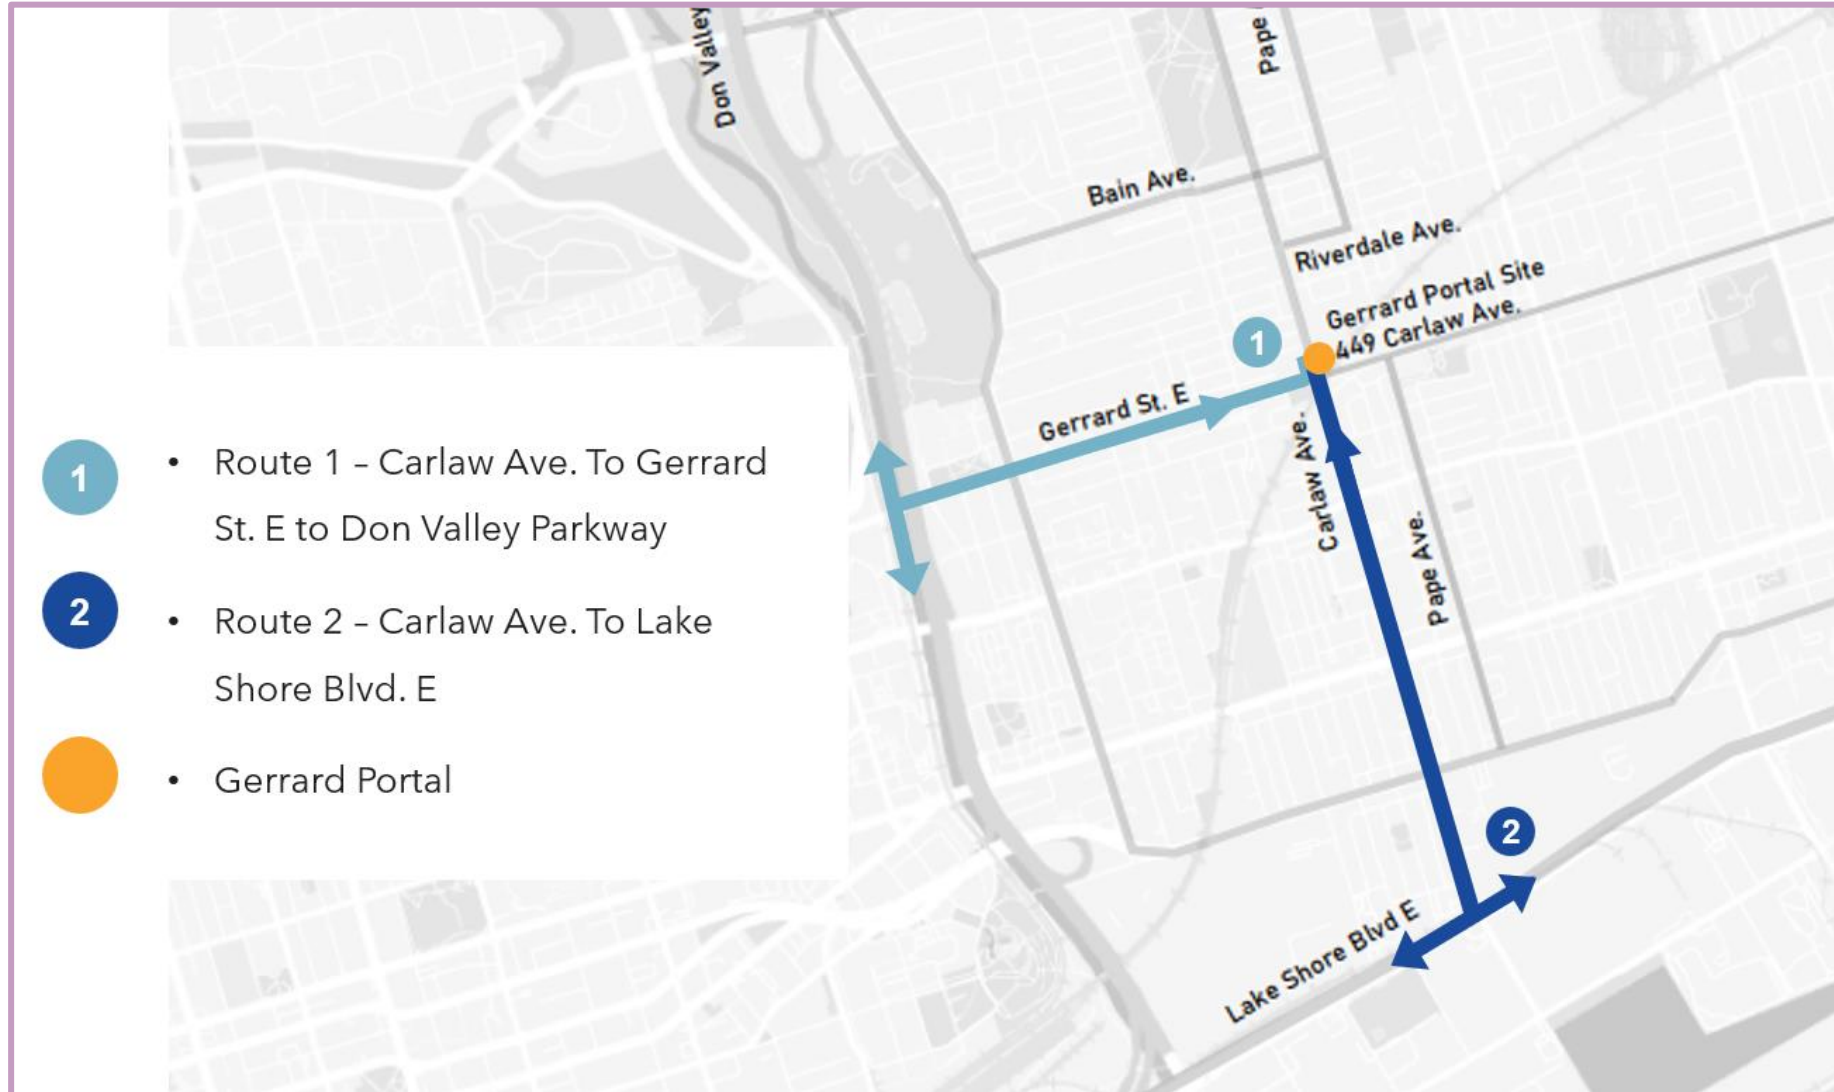 Don Valley
Pape
Bain Ave.
Riverdale Ave.
Gerrard Portal Site
449 Carlaw Ave.
1
Gerrard St. E
Carlaw Ave.
Pape Ave.
1
• Route 1 – Carlaw Ave. To Gerrard
St. E to Don Valley Parkway
2
• Route 2 – Carlaw Ave. To Lake
Shore Blvd. E
• Gerrard Portal
2
Lake Shore Blvd E